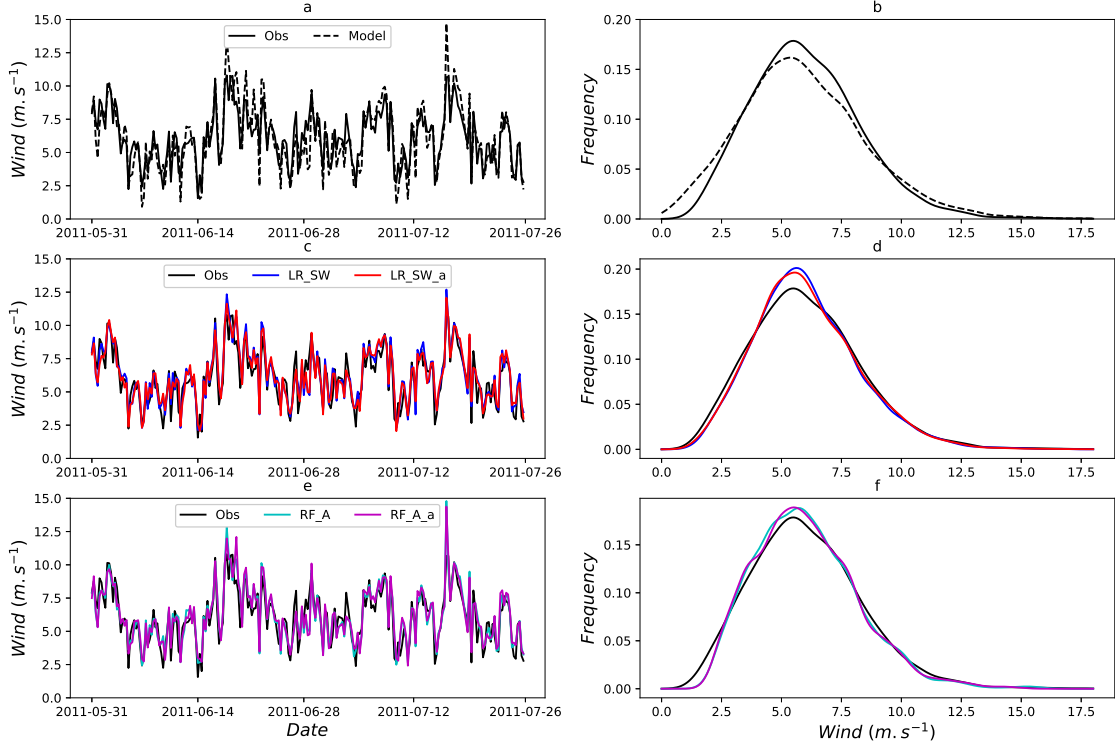 a
15.0
12.5
10.0
7.5
5.0
2.5
0.0
Wind (m. s⁻¹)
Obs Model
2011-05-31 2011-06-14 2011-06-28 2011-07-12 2011-07-26
b
0.20
0.15
0.10
0.05
0.00
Frequency
0.0 2.5 5.0 7.5 10.0 12.5 15.0 17.5
c
15.0
12.5
10.0
7.5
5.0
2.5
0.0
Wind (m. s⁻¹)
Obs LR_SW LR_SW_a
2011-05-31 2011-06-14 2011-06-28 2011-07-12 2011-07-26
d
0.20
0.15
0.10
0.05
0.00
Frequency
0.0 2.5 5.0 7.5 10.0 12.5 15.0 17.5
e
15.0
12.5
10.0
7.5
5.0
2.5
0.0
Wind (m. s⁻¹)
Obs RF_A RF_A_a
2011-05-31 2011-06-14 2011-06-28 2011-07-12 2011-07-26
Date
f
0.15
0.10
0.05
0.00
Frequency
0.0 2.5 5.0 7.5 10.0 12.5 15.0 17.5
Wind (m. s⁻¹)